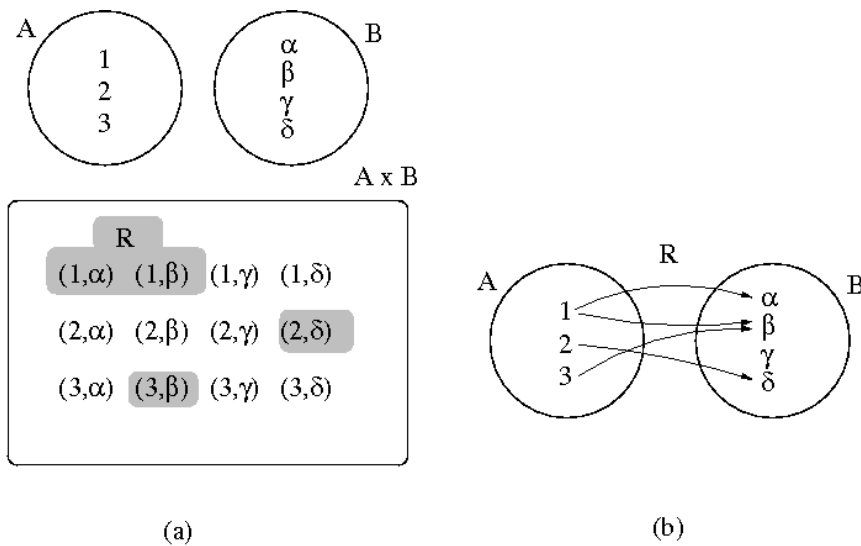 A
B
1
2
3
α
β
γ
δ
A x B
R
(1,α) (1,β) (1,γ) (1,δ)
(2,α) (2,β) (2,γ) (2,δ)
(3,α) (3,β) (3,γ) (3,δ)
(a)
R
A
B
1
2
3
α
β
γ
δ
(b)